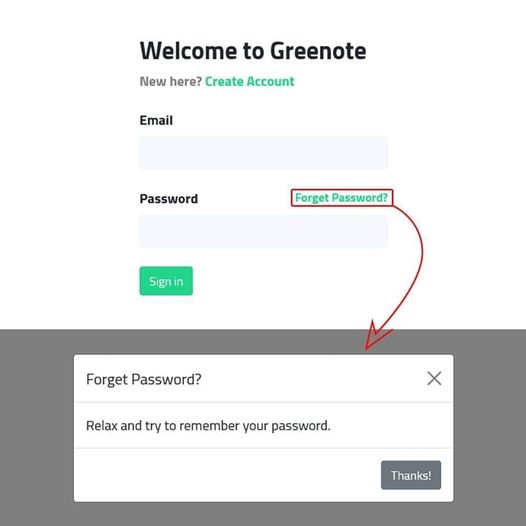 Welcome to Greenote
New here? Create Account
Email
Password
Forget Password?
Sign in
Forget Password?
Relax and try to remember your password.
Thanks!